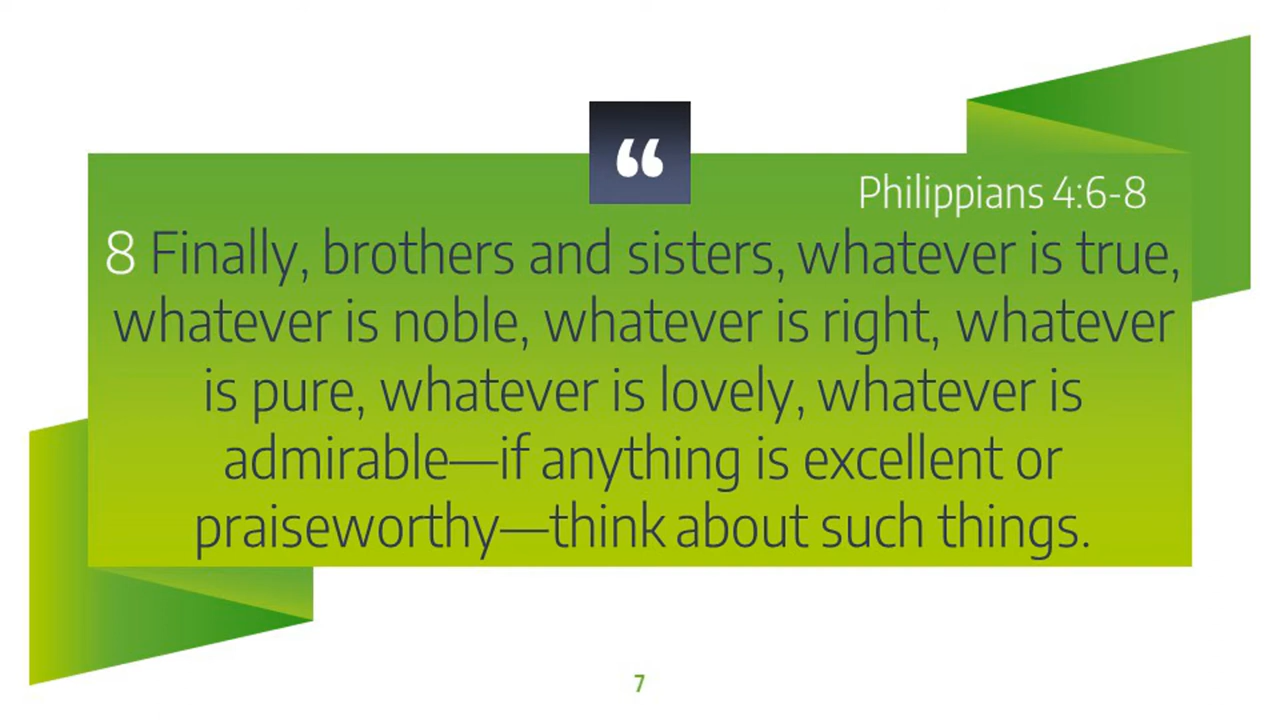 “
Philippians 4:6-8
8 Finally, brothers and sisters, whatever is true,
whatever is noble, whatever is right, whatever
is pure, whatever is lovely, whatever is
admirable—if anything is excellent or
praiseworthy—think about such things.
7